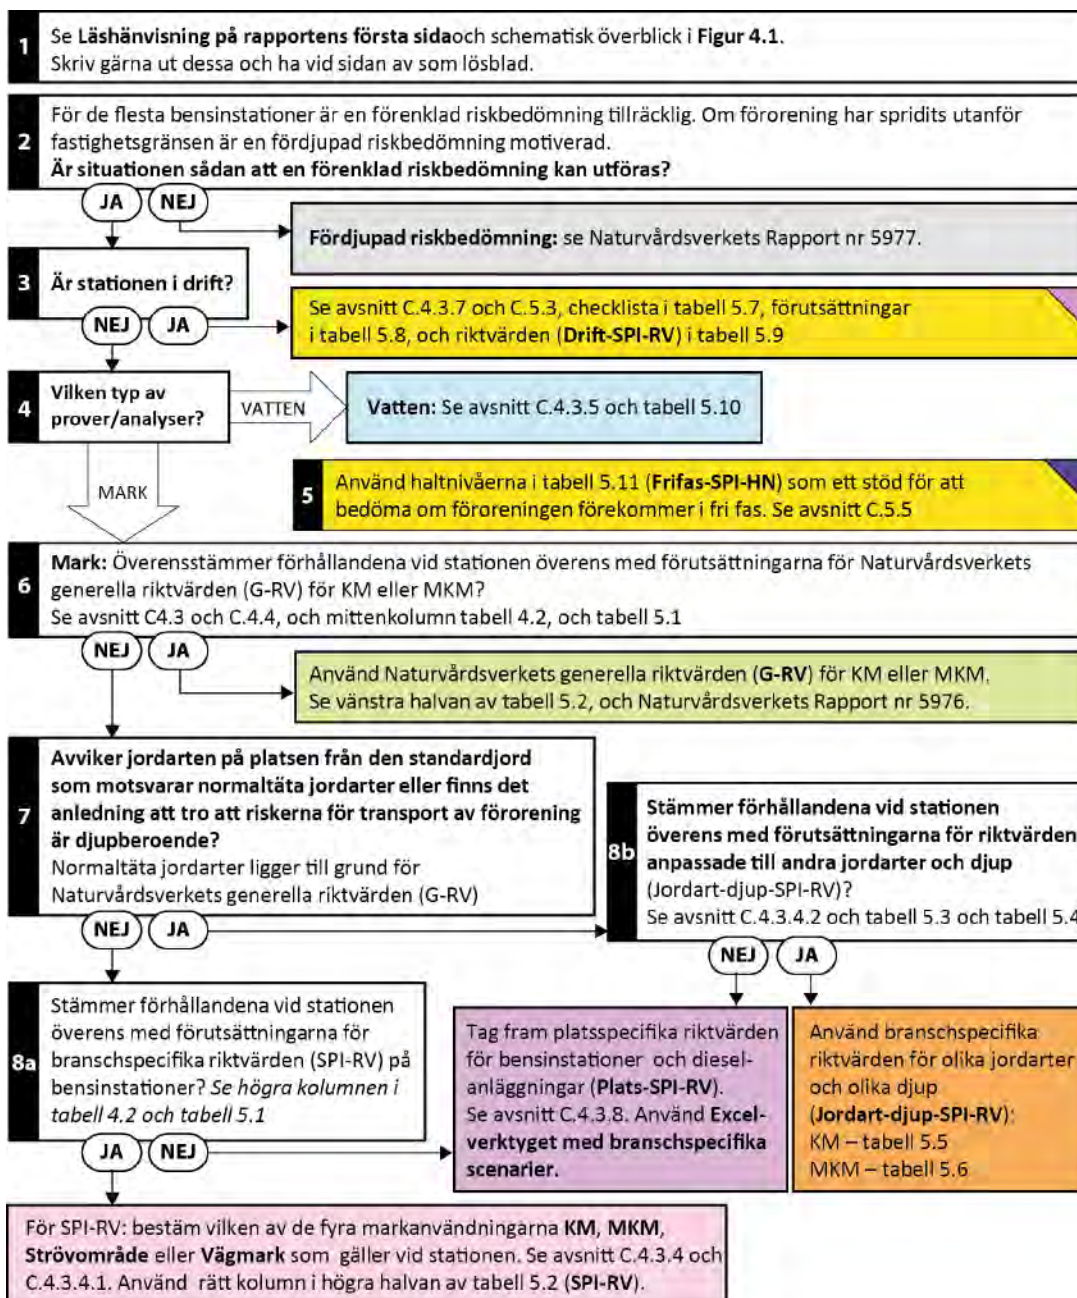 1
Se Läshänvisning på rapportens första sidaoch schematisk överblick i Figur 4.1.
Skriv gärna ut dessa och ha vid sidan av som lösblad.
2
För de flesta bensinstationer är en förenklad riskbedömning tillräcklig. Om förorening har spridits utanför
fastighetsgränsen är en fördjupad riskbedömning motiverad.
Är situationen sådan att en förenklad riskbedömning kan utföras?
JA NEJ
Fördjupad riskbedömning: se Naturvårdsverkets Rapport nr 5977.
3
Är stationen i drift?
NEJ JA
Se avsnitt C.4.3.7 och C.5.3, checklista i tabell 5.7, förutsättningar
i tabell 5.8, och riktvärden (Drift-SPI-RV) i tabell 5.9
4
Vilken typ av
prover/analyser?
VATTEN
Vatten: Se avsnitt C.4.3.5 och tabell 5.10
MARK
5
Använd haltnivåerna i tabell 5.11 (Frifas-SPI-HN) som ett stöd för att
bedöma om föroreningen förekommer i fri fas. Se avsnitt C.5.5
6
Mark: Överensstämmer förhållandena vid stationen överens med förutsättningarna för Naturvårdsverkets
generella riktvärden (G-RV) för KM eller MKM?
Se avsnitt C4.3 och C.4.4, och mittenkolumn tabell 4.2, och tabell 5.1
NEJ JA
Använd Naturvårdsverkets generella riktvärden (G-RV) för KM eller MKM.
Se vänstra halvan av tabell 5.2, och Naturvårdsverkets Rapport nr 5976.
7
Avviker jordarten på platsen från den standardjord
som motsvarar normaltäta jordarter eller finns det
anledning att tro att riskerna för transport av förorening
är djupberoende?
Normaltäta jordarter ligger till grund för
Naturvårdsverkets generella riktvärden (G-RV)
NEJ JA
8b
Stämmer förhållandena vid stationen
överens med förutsättningarna för riktvärden
anpassade till andra jordarter och djup
(Jordart-djup-SPI-RV)?
Se avsnitt C.4.3.4.2 och tabell 5.3 och tabell 5.4
NEJ JA
8a
Stämmer förhållandena vid stationen
överens med förutsättningarna för
branschspecifika riktvärden (SPI-RV) på
bensinstationer? Se högra kolumnen i
tabell 4.2 och tabell 5.1
JA NEJ
Tag fram platsspecifika riktvärden
för bensinstationer och diesel-
anläggningar (Plats-SPI-RV).
Se avsnitt C.4.3.8. Använd Excel-
verktyget med branschspecifika
scenarier.
Använd branschspecifika
riktvärden för olika jordarter
och olika djup
(Jordart-djup-SPI-RV):
KM – tabell 5.5
MKM – tabell 5.6
För SPI-RV: bestäm vilken av de fyra markanvändningarna KM, MKM,
Strövområde eller Vägmark som gäller vid stationen. Se avsnitt C.4.3.4 och
C.4.3.4.1. Använd rätt kolumn i högra halvan av tabell 5.2 (SPI-RV).